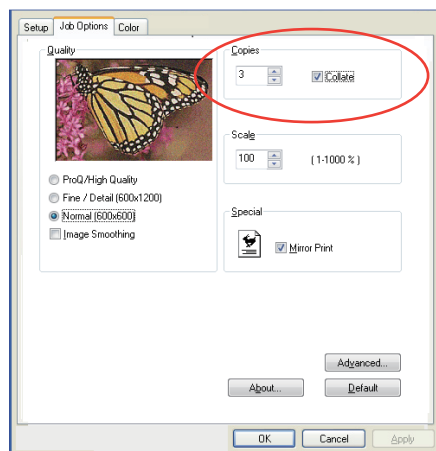 Setup Job Options Color
Quality
Copies
3
Collate
Scale
100 (1-1000 % )
ProQ/High Quality
Fine / Detail (600x1200)
Normal (600x600)
Image Smoothing
Special
Mirror Print
Advanced...
About... Default
OK Cancel Apply